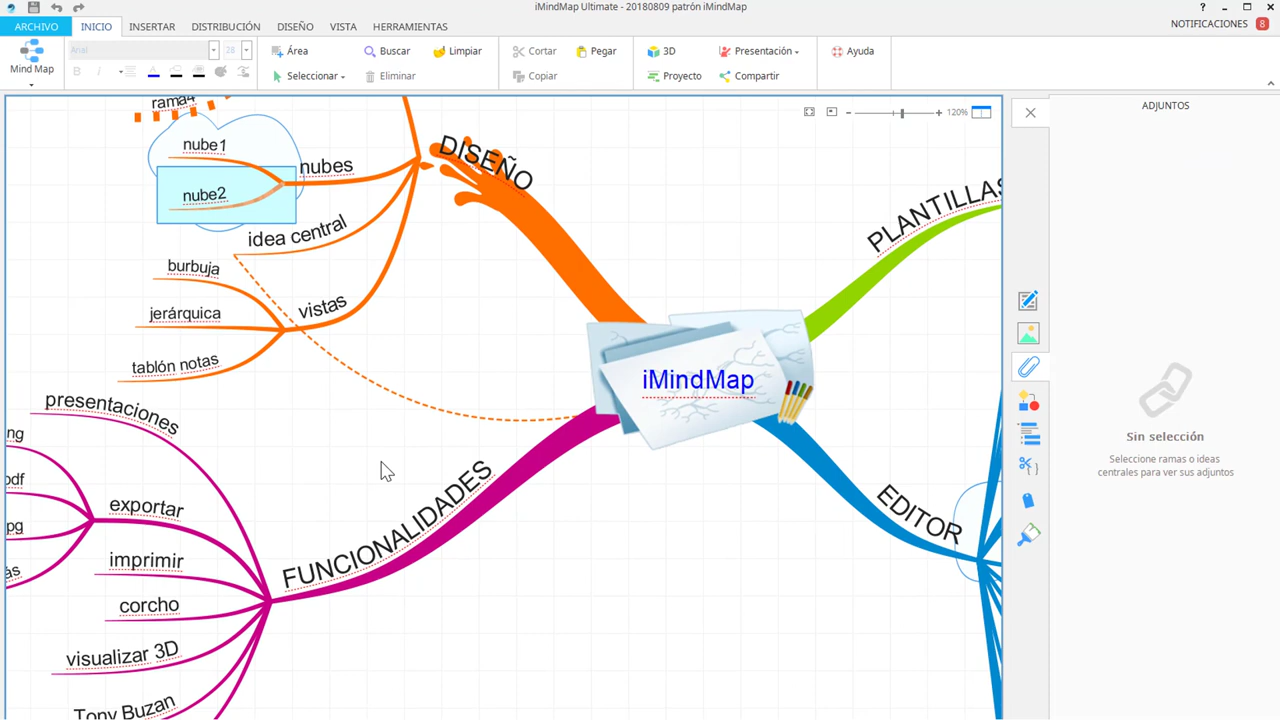 iMindMap Ultimate - 20180809 patrón iMindMap
ARCHIVO INICIO INSERTAR DISTRIBUCIÓN DISEÑO VISTA HERRAMIENTAS
NOTIFICACIONES 8
Mind Map
Arial 28
B I A
Área
Seleccionar
Buscar
Eliminar
Limpiar
Cortar
Copiar
Pegar
3D
Proyecto
Presentación
Compartir
Ayuda
120%
ADJUNTOS
rama4
nube1
nubes
nube2
idea central
burbuja
jerárquica
vistas
tablón notas
DISEÑO
PLANTILLAS
iMindMap
presentaciones
ng
pdf
pg
ás
exportar
imprimir
corcho
visualizar 3D
Tony Buzan
FUNCIONALIDADES
EDITOR
Sin selección
Seleccione ramas o ideas
centrales para ver sus adjuntos